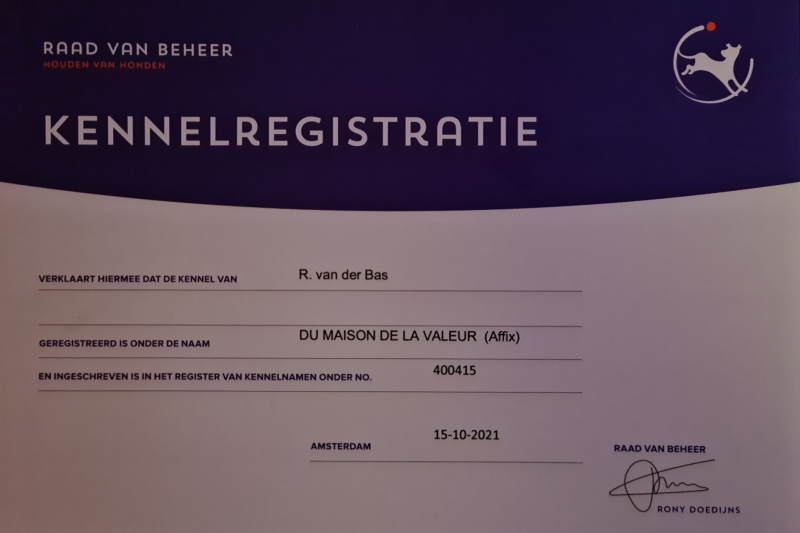 RAAD VAN BEHEER
HOUDEN VAN HONDEN
KENNELREGISTRATIE
VERKLAART HIERMEE DAT DE KENNEL VAN R. van der Bas
GEREGISTREERD IS ONDER DE NAAM DU MAISON DE LA VALEUR (Affix)
EN INGESCHREVEN IS IN HET REGISTER VAN KENNELNAMEN ONDER NO. 400415
AMSTERDAM 15-10-2021
RAAD VAN BEHEER
RONY DOEDIJNS